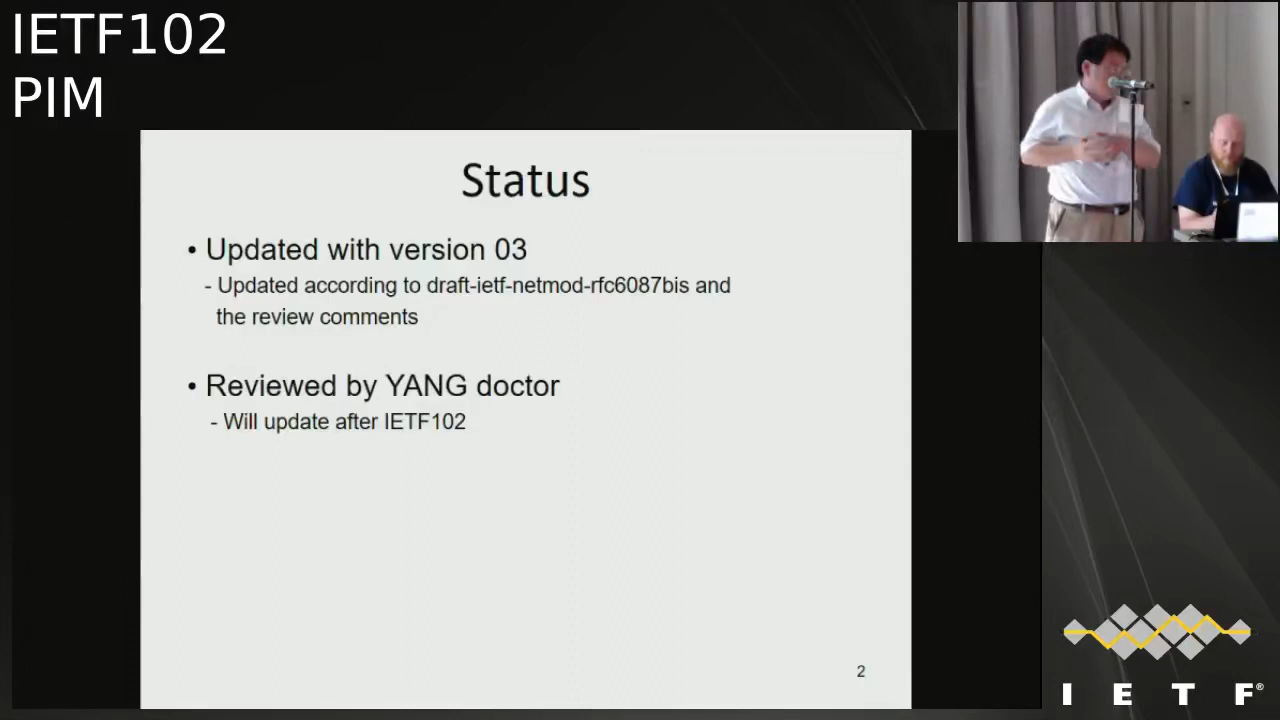 IETF102
PIM
Status
• Updated with version 03
- Updated according to draft-ietf-netmod-rfc6087bis and
the review comments
• Reviewed by YANG doctor
- Will update after IETF102
2
I E T F®